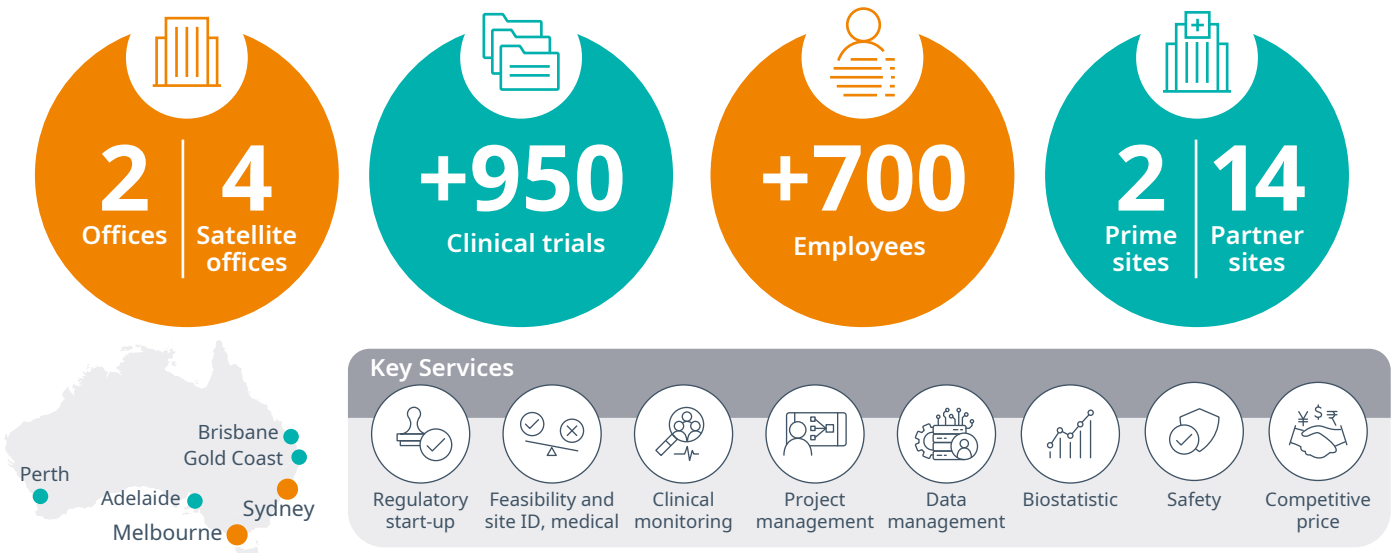 2
Offices
4
Satellite
offices
+950
Clinical trials
+700
Employees
2
Prime
sites
14
Partner
sites
Brisbane
Gold Coast
Perth
Adelaide
Sydney
Melbourne
Key Services
Regulatory
start-up
Feasibility and
site ID, medical
Clinical
monitoring
Project
management
Data
management
Biostatistic
Safety
¥ $ ₹
Competitive
price